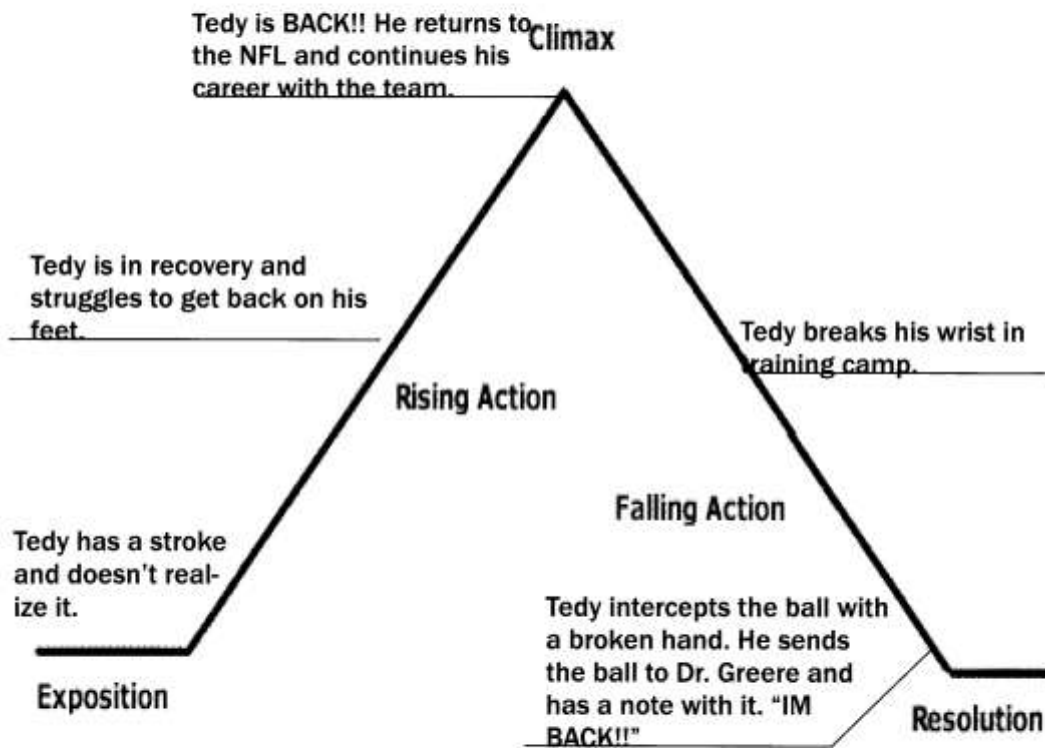 Tedy is BACK!! He returns to
the NFL and continues his
career with the team.
Climax
Tedy is in recovery and
struggles to get back on his
feet.
Rising Action
Tedy breaks his wrist in
training camp.
Falling Action
Tedy has a stroke
and doesn't real-
ize it.
Exposition
Tedy intercepts the ball with
a broken hand. He sends
the ball to Dr. Greere and
has a note with it. “IM
BACK!!”
Resolution